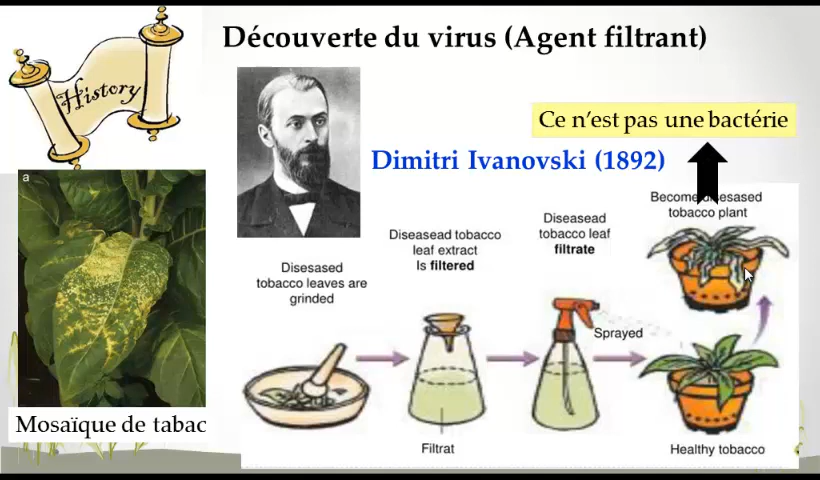 Découverte du virus (Agent filtrant)
History
Ce n'est pas une bactérie
Dimitri Ivanovski (1892)
a
Mosaïque de tabac
Disesased
tobacco leaves are
grinded
Diseasead tobacco
leaf extract
Is filtered
Diseasead
tobacco leaf
filtrate
Become disesased
tobacco plant
Sprayed
Filtrat
Healthy tobacco